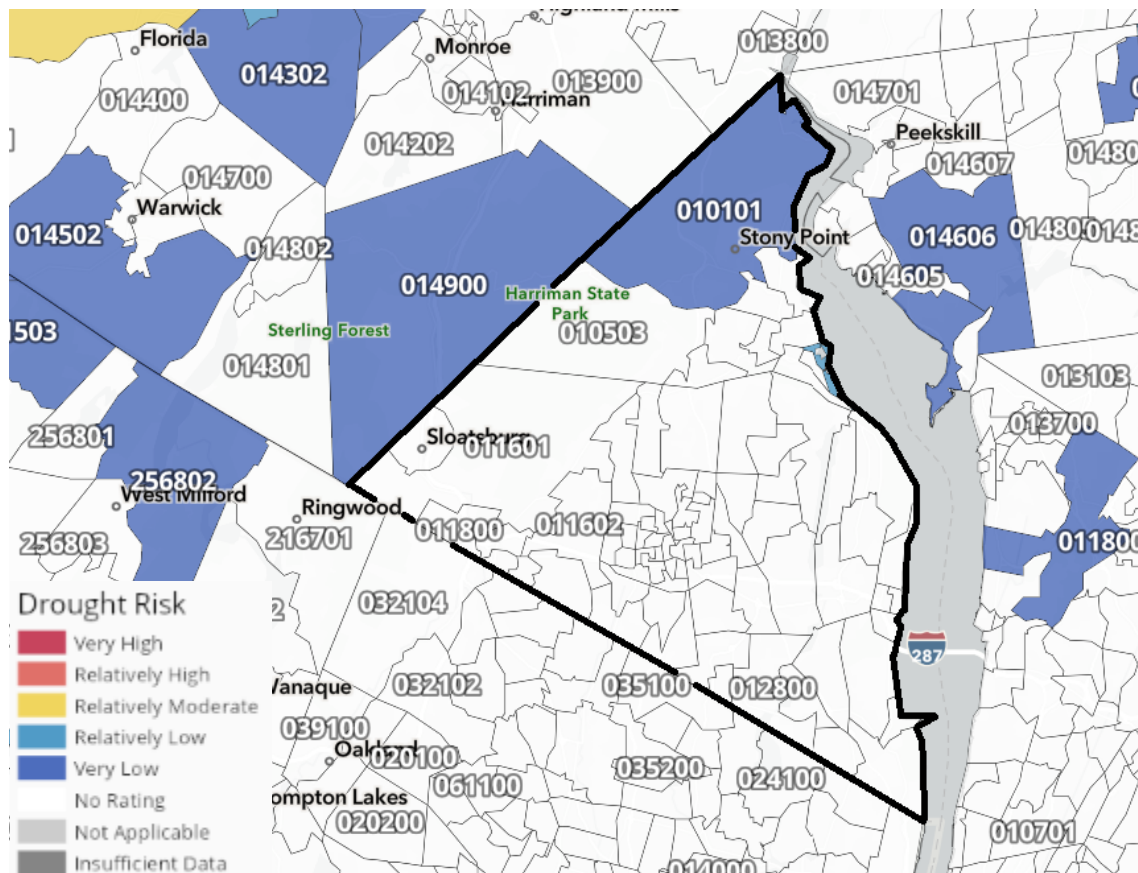 Florida
014302
014400
Monroe
014102
Harriman
013900
013800
014701
Peekskill
014607
014202
014700
Warwick
014502
014802
010101
Stony Point
014606
014605
014900
Harriman State
Park
010503
Sterling Forest
014801
013103
013700
256801
256802
West Milford
256803
Sloatsburg
011601
Ringwood
216701
011800
011602
011800
032104
287
032102
035100
012800
039100
Oakland
020100
035200
024100
061100
020200
010701
Drought Risk
Very High
Relatively High
Relatively Moderate
Relatively Low
Very Low
No Rating
Not Applicable
Insufficient Data